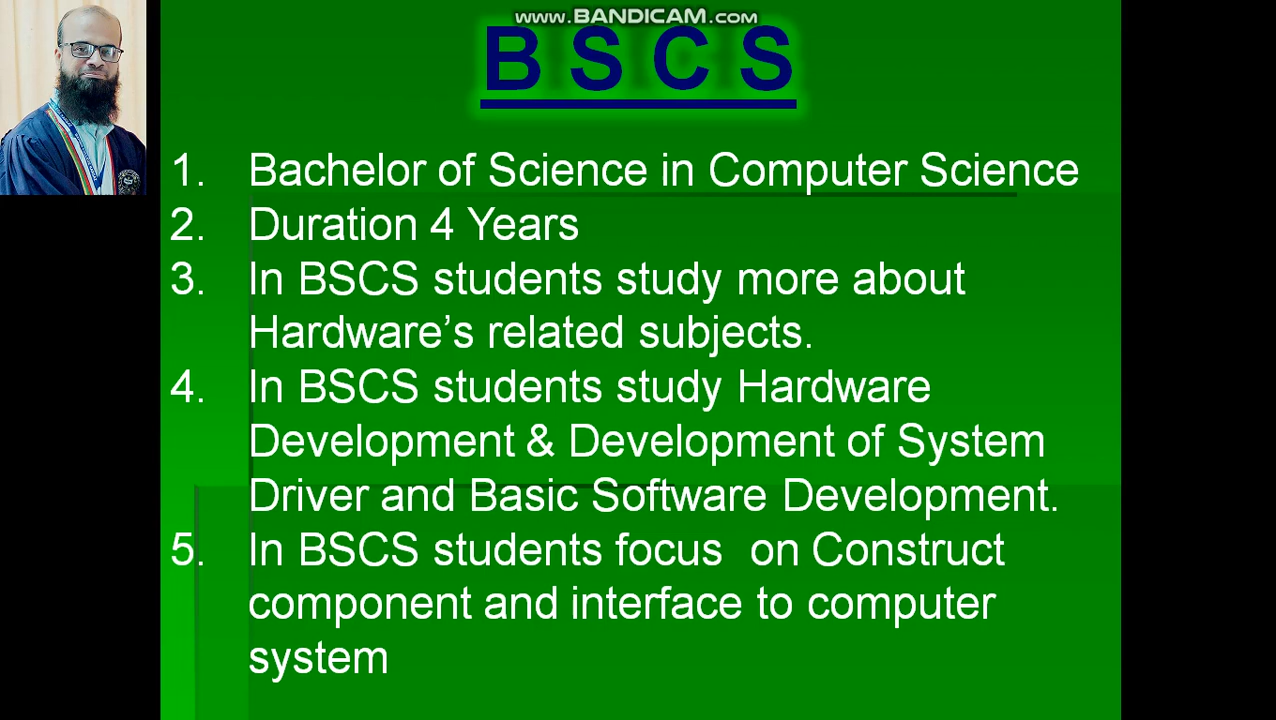 www.BANDICAM.com
B S C S
1. Bachelor of Science in Computer Science
2. Duration 4 Years
3. In BSCS students study more about
Hardware’s related subjects.
4. In BSCS students study Hardware
Development & Development of System
Driver and Basic Software Development.
5. In BSCS students focus  on Construct
component and interface to computer
system